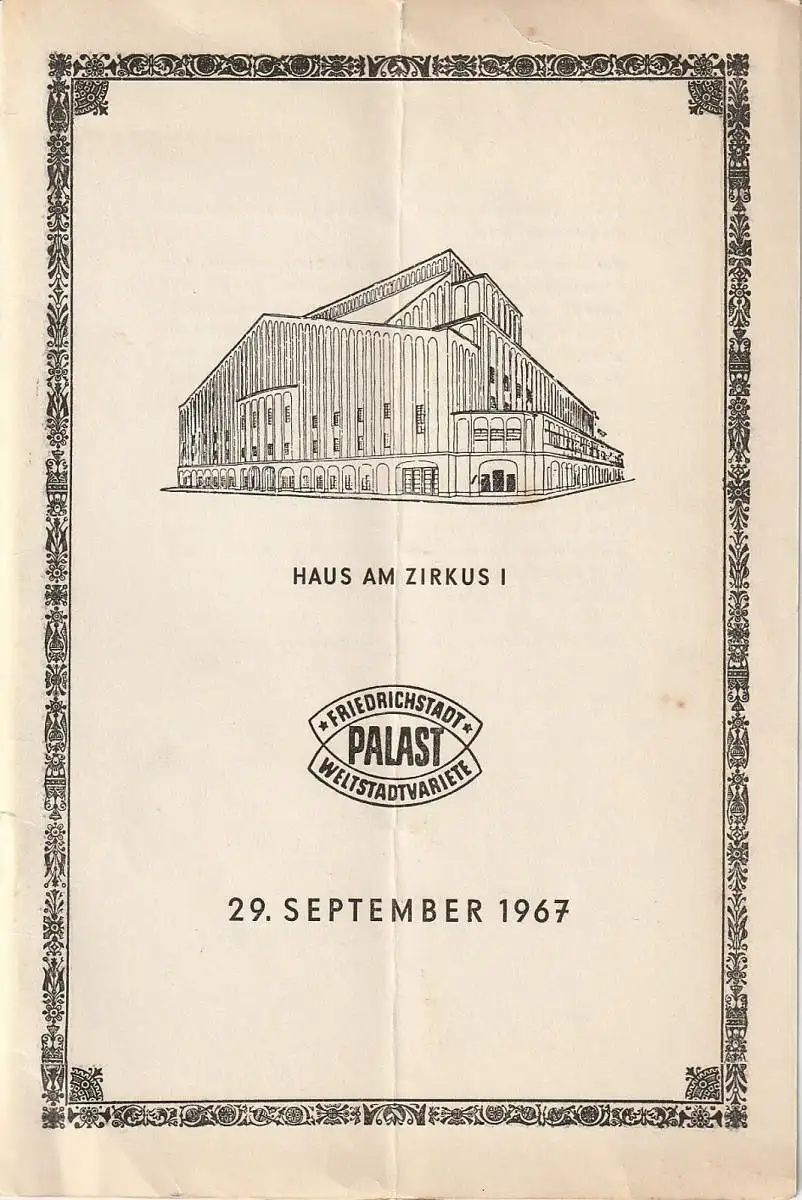 HAUS AM ZIRKUS I
★ FRIEDRICHSTADT ★
PALAST
WELTSTADTVARIETE
29. SEPTEMBER 1967